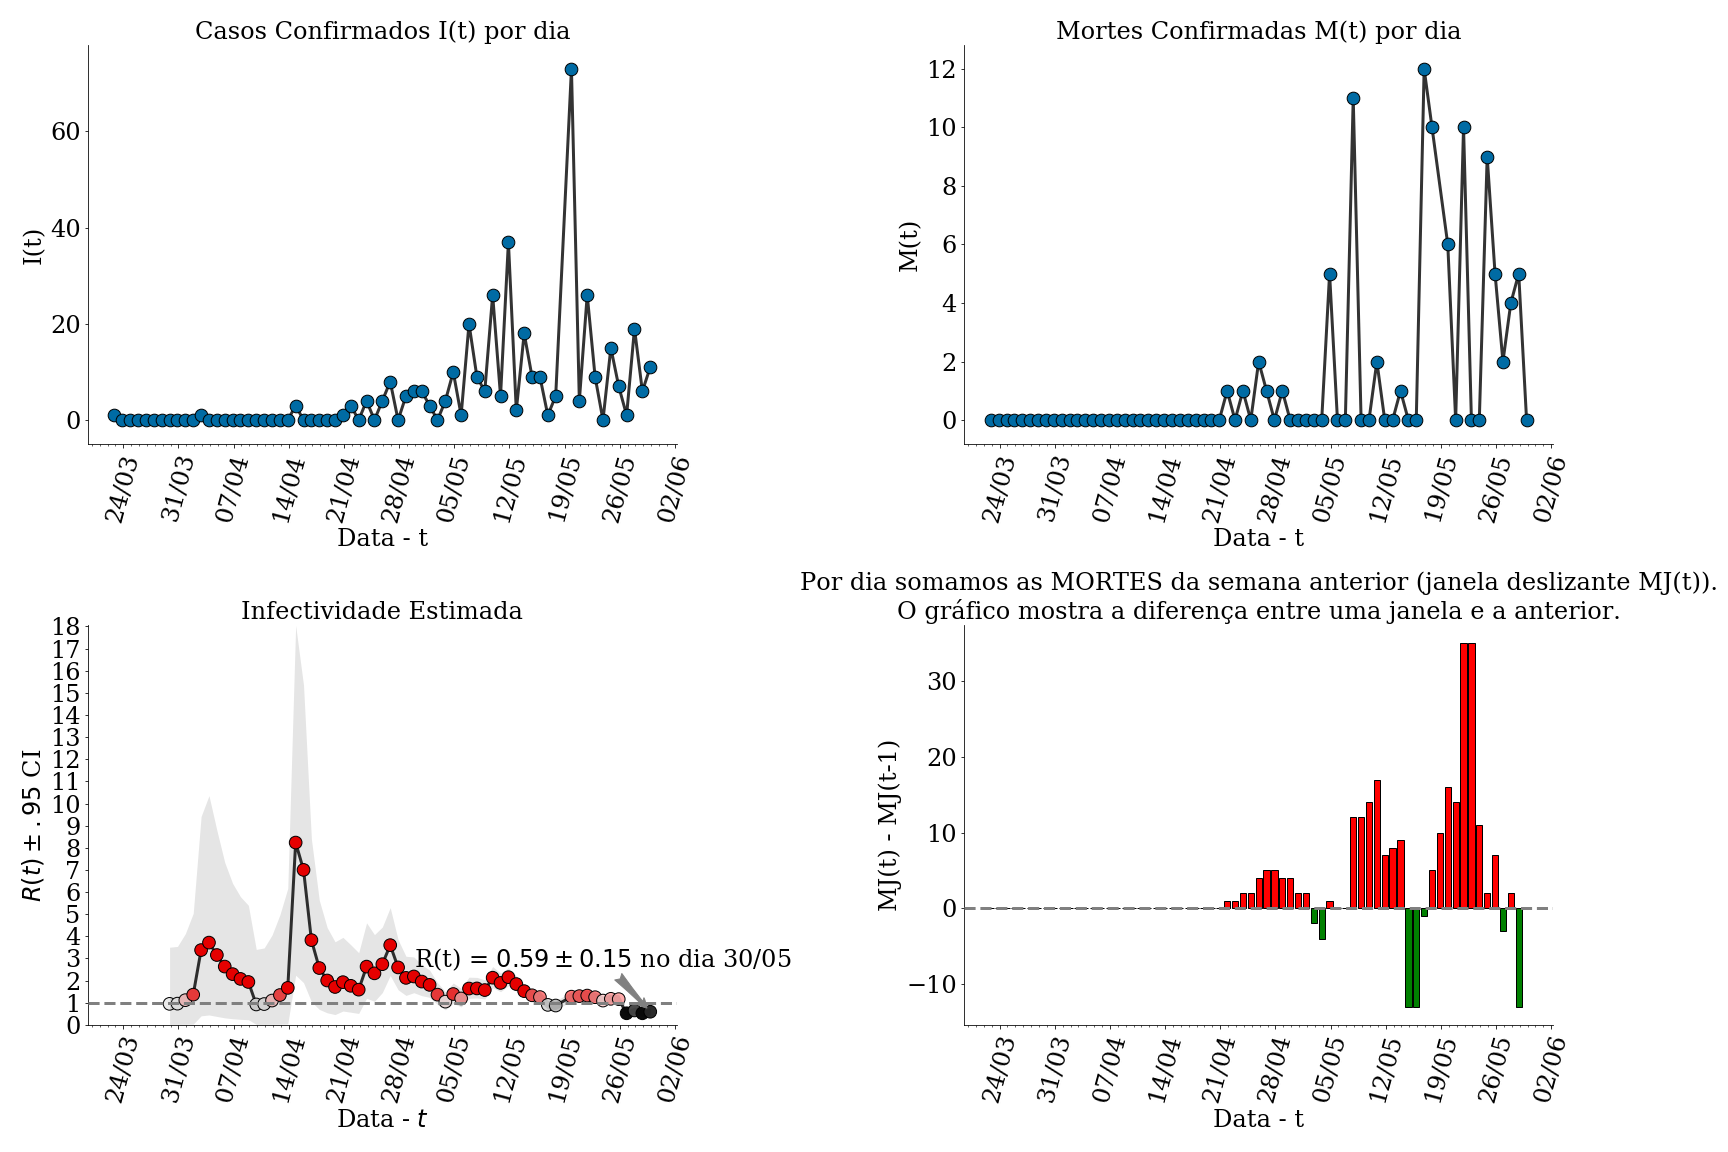 Casos Confirmados I(t) por dia
I(t)
60
40
20
0
24/03 31/03 07/04 14/04 21/04 28/04 05/05 12/05 19/05 26/05 02/06
Data - t
Mortes Confirmadas M(t) por dia
M(t)
12
10
8
6
4
2
0
24/03 31/03 07/04 14/04 21/04 28/04 05/05 12/05 19/05 26/05 02/06
Data - t
Infectividade Estimada
R(t) ± .95 CI
18
17
16
15
14
13
12
11
10
9
8
7
6
5
4
3
2
1
0
R(t) = 0.59 ± 0.15 no dia 30/05
24/03 31/03 07/04 14/04 21/04 28/04 05/05 12/05 19/05 26/05 02/06
Data - t
Por dia somamos as MORTES da semana anterior (janela deslizante MJ(t)).
O gráfico mostra a diferença entre uma janela e a anterior.
MJ(t) - MJ(t-1)
30
20
10
0
−10
24/03 31/03 07/04 14/04 21/04 28/04 05/05 12/05 19/05 26/05 02/06
Data - t